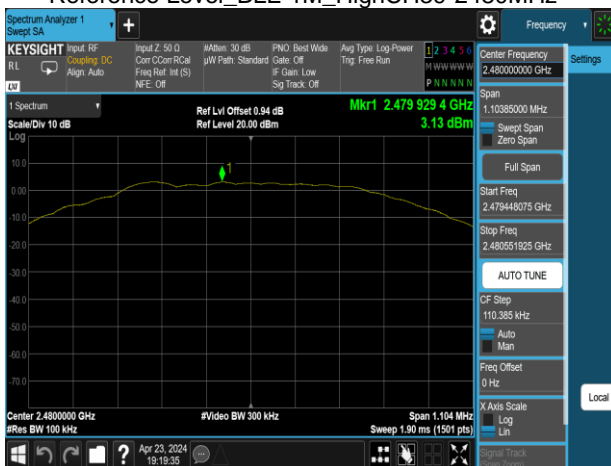 Reference Level_BLE-1M_HighCH39-2480MHz
Spectrum Analyzer 1
Swept SA
+
Frequency
KEYSIGHT
RL
LXI
Input: RF
Coupling: DC
Align: Auto
Input Z: 50 Ω
Corr CCorr RCal
Freq Ref: Int (S)
NFE: Off
#Atten: 30 dB
µW Path: Standard
PNO: Best Wide
Gate: Off
IF Gain: Low
Sig Track: Off
Avg Type: Log-Power
Trig: Free Run
1 2 3 4 5 6
M W W W W W
P N N N N N
1 Spectrum
Scale/Div 10 dB
Log
Ref Lvl Offset 0.94 dB
Ref Level 20.00 dBm
Mkr1 2.479 929 4 GHz
3.13 dBm
1
10.0
0.00
-10.0
-20.0
-30.0
-40.0
-50.0
-60.0
-70.0
Center 2.4800000 GHz
#Res BW 100 kHz
#Video BW 300 kHz
Span 1.104 MHz
Sweep 1.90 ms (1501 pts)
Center Frequency
2.480000000 GHz
Settings
Span
1.10385000 MHz
Swept Span
Zero Span
Full Span
Start Freq
2.479448075 GHz
Stop Freq
2.480551925 GHz
AUTO TUNE
CF Step
110.385 kHz
Auto
Man
Freq Offset
0 Hz
X Axis Scale
Log
Lin
Local
Signal Track
?
Apr 23, 2024
19:19:35